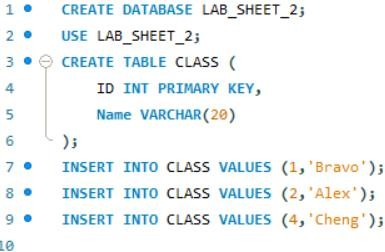 1 CREATE DATABASE LAB_SHEET_2;
2 USE LAB_SHEET_2;
3 CREATE TABLE CLASS (
4 ID INT PRIMARY KEY,
5 Name VARCHAR(20)
6 );
7 INSERT INTO CLASS VALUES (1,'Bravo');
8 INSERT INTO CLASS VALUES (2,'Alex');
9 INSERT INTO CLASS VALUES (4,'Cheng');
10